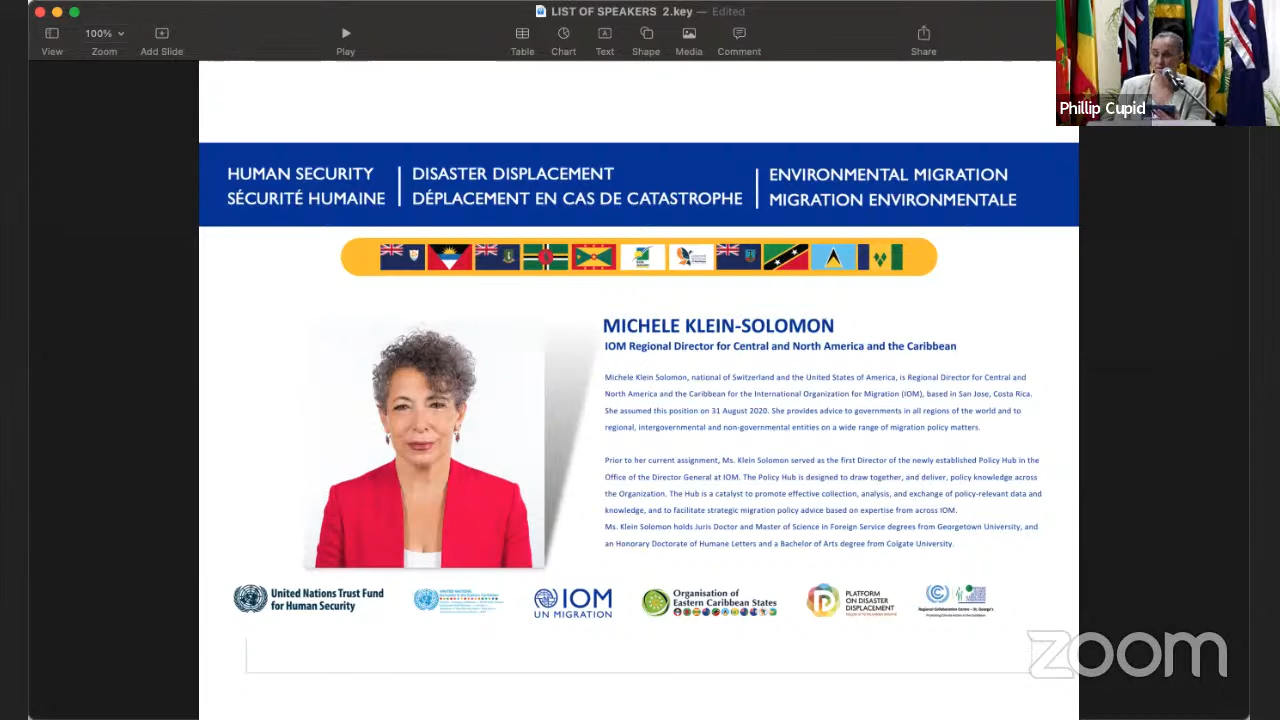 LIST OF SPEAKERS 2.key — Edited
100%
View
Zoom
Add Slide
Play
Table
Chart
Text
Shape
Media
Comment
Share
Phillip Cupid
HUMAN SECURITY
SÉCURITÉ HUMAINE
DISASTER DISPLACEMENT
DÉPLACEMENT EN CAS DE CATASTROPHE
ENVIRONMENTAL MIGRATION
MIGRATION ENVIRONMENTALE
MICHELE KLEIN-SOLOMON
IOM Regional Director for Central and North America and the Caribbean
Michele Klein Solomon, national of Switzerland and the United States of America, is Regional Director for Central and
North America and the Caribbean for the International Organization for Migration (IOM), based in San Jose, Costa Rica.
She assumed this position on 31 August 2020. She provides advice to governments in all regions of the world and to
regional, intergovernmental and non-governmental entities on a wide range of migration policy matters.
Prior to her current assignment, Ms. Klein Solomon served as the first Director of the newly established Policy Hub in the
Office of the Director General at IOM. The Policy Hub is designed to draw together, and deliver, policy knowledge across
the Organization. The Hub is a catalyst to promote effective collection, analysis, and exchange of policy-relevant data and
knowledge, and to facilitate strategic migration policy advice based on expertise from across IOM.
Ms. Klein Solomon holds Juris Doctor and Master of Science in Foreign Service degrees from Georgetown University, and
an Honorary Doctorate of Humane Letters and a Bachelor of Arts degree from Colgate University.
United Nations Trust Fund
for Human Security
UNITED NATIONS
IOM
UN MIGRATION
Organisation of
Eastern Caribbean States
PLATFORM
ON DISASTER
DISPLACEMENT
Regional Collaboration Centre – St. George's
zoom